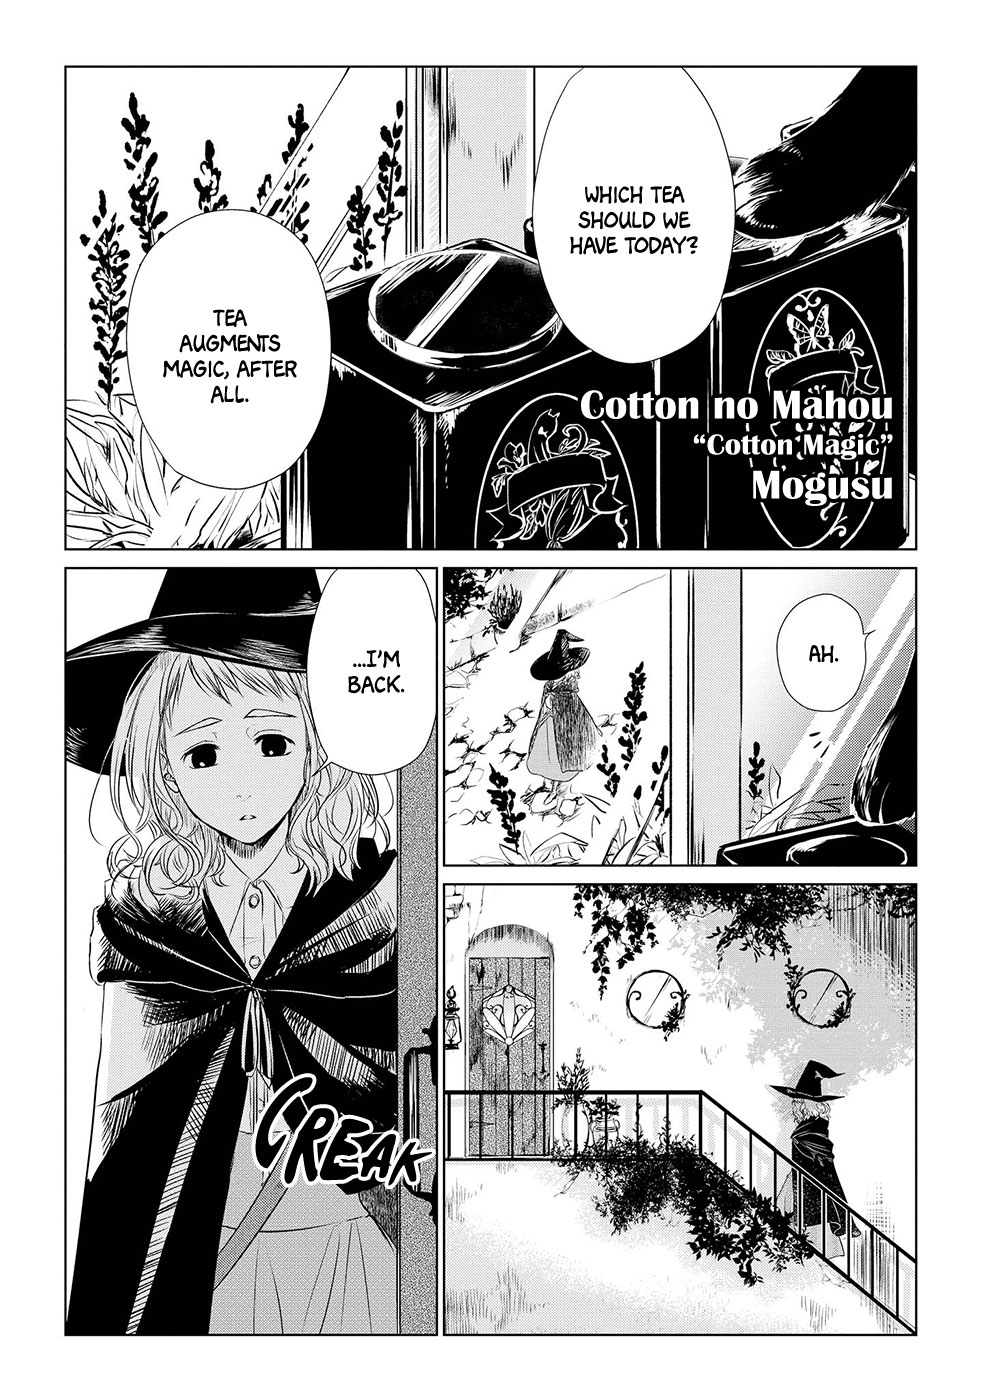 WHICH TEA
SHOULD WE
HAVE TODAY?
TEA
AUGMENTS
MAGIC, AFTER
ALL.
Cotton no Mahou
“Cotton Magic”
Mogusu
AH.
...I'M
BACK.
CREAK